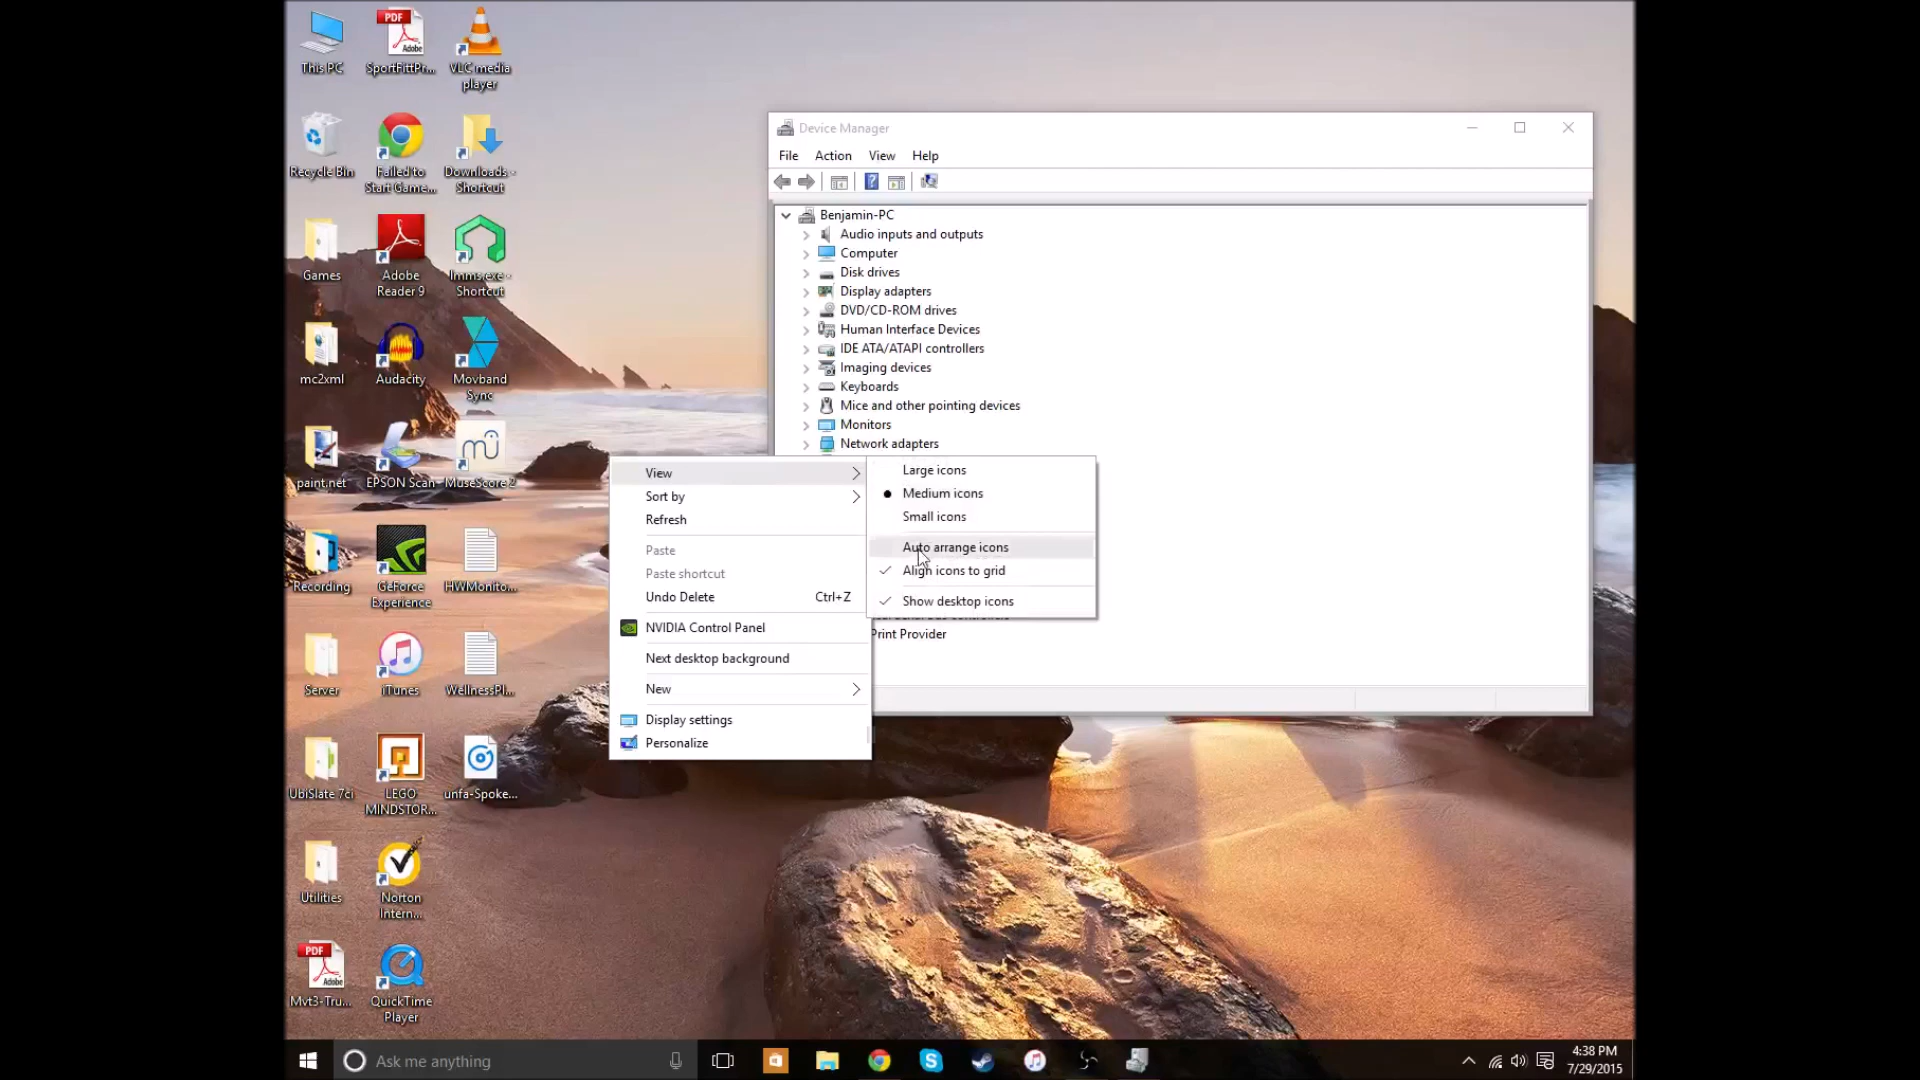 This PC
SportFittPr...
VLC media
player
Recycle Bin
Failed to
Start Game...
Downloads -
Shortcut
Games
Adobe
Reader 9
lmms.exe -
Shortcut
mc2xml
Audacity
Movband
Sync
paint.net
EPSON Scan
MuseScore 2
Recording
GeForce
Experience
HWMonito...
Server
iTunes
WellnessPl...
UbiSlate 7ci
LEGO
MINDSTOR...
unfa-Spoke...
Utilities
Norton
Intern...
Mvt3-Tru...
QuickTime
Player
PDF
Adobe
PDF
Adobe
Device Manager
File Action View Help
Benjamin-PC
Audio inputs and outputs
Computer
Disk drives
Display adapters
DVD/CD-ROM drives
Human Interface Devices
IDE ATA/ATAPI controllers
Imaging devices
Keyboards
Mice and other pointing devices
Monitors
Network adapters
Print Provider
View
Sort by
Refresh
Paste
Paste shortcut
Undo Delete Ctrl+Z
NVIDIA Control Panel
Next desktop background
New
Display settings
Personalize
Large icons
Medium icons
Small icons
Auto arrange icons
Align icons to grid
Show desktop icons
Ask me anything
4:38 PM
7/29/2015